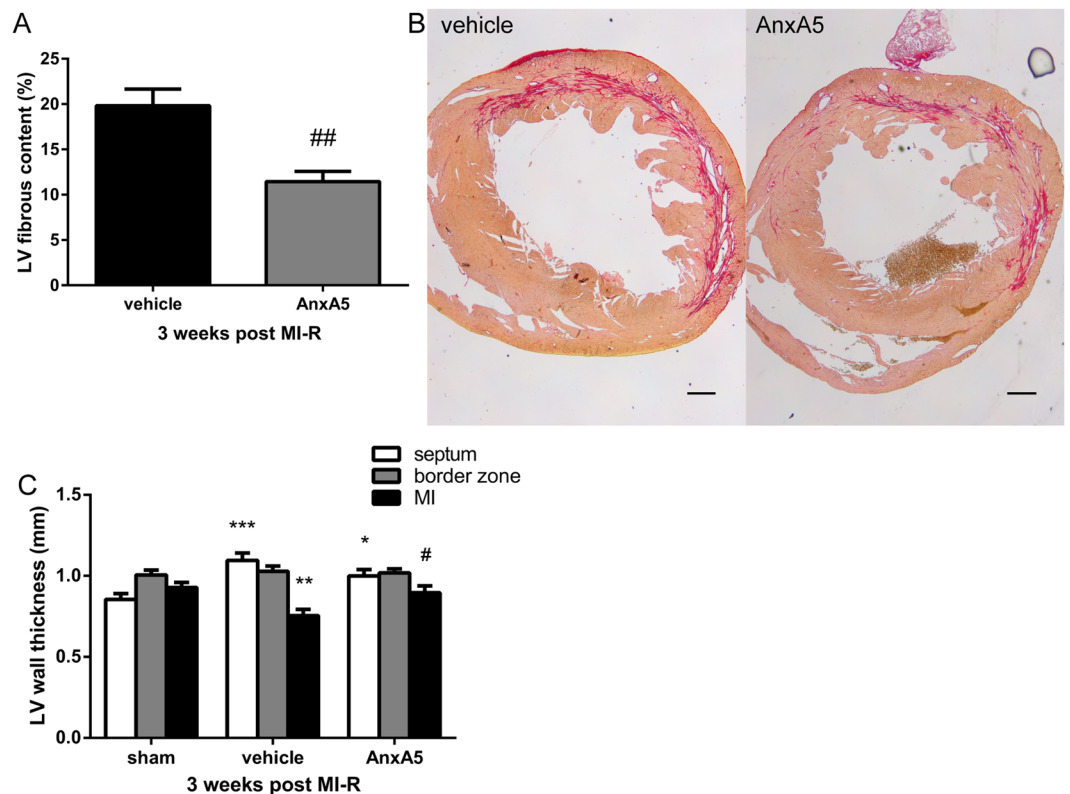 A
LV fibrous content (%)
25
20
15
10
5
0
##
vehicle
AnxA5
3 weeks post MI-R
B
vehicle
AnxA5
septum
border zone
MI
C
LV wall thickness (mm)
1.5
1.0
0.5
0.0
***
**
*
#
sham
vehicle
AnxA5
3 weeks post MI-R